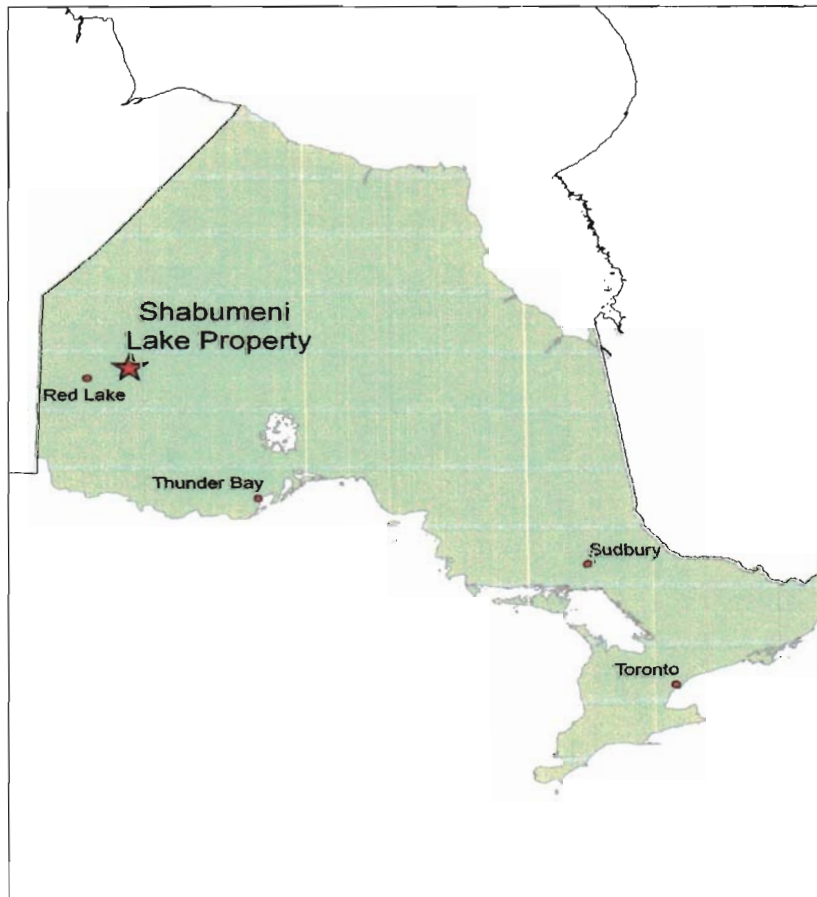 Shabumeni
Lake Property
Red Lake
Thunder Bay
Sudbury
Toronto